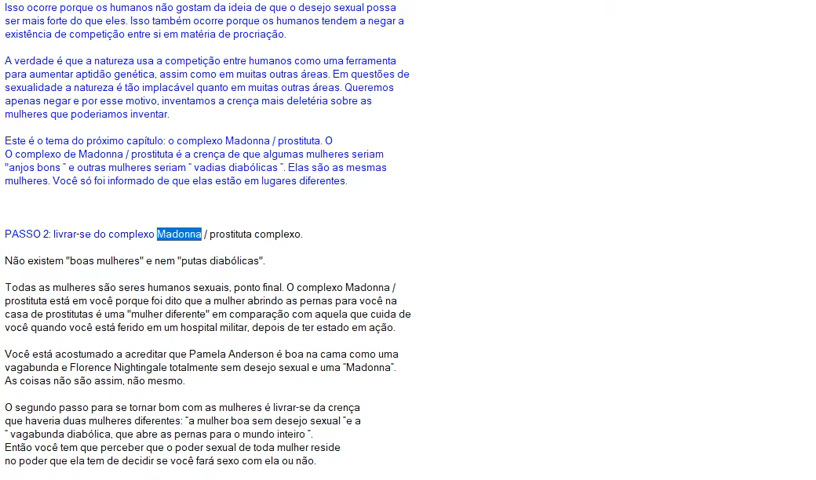 Isso ocorre porque os humanos não gostam da ideia de que o desejo sexual possa
ser mais forte do que eles. Isso também ocorre porque os humanos tendem a negar a
existência de competição entre si em matéria de procriação.
A verdade é que a natureza usa a competição entre humanos como uma ferramenta
para aumentar aptidão genética, assim como em muitas outras áreas. Em questões de
sexualidade a natureza é tão implacável quanto em muitas outras áreas. Queremos
apenas negar e por esse motivo, inventamos a crença mais deletéria sobre as
mulheres que poderiamos inventar.
Este é o tema do próximo capítulo: o complexo Madonna / prostituta. O
O complexo de Madonna / prostituta é a crença de que algumas mulheres seriam
"anjos bons ˝ e outras mulheres seriam ˝ vadias diabólicas ˝. Elas são as mesmas
mulheres. Você só foi informado de que elas estão em lugares diferentes.
PASSO 2: livrar-se do complexo Madonna / prostituta complexo.
Não existem "boas mulheres" e nem "putas diabólicas".
Todas as mulheres são seres humanos sexuais, ponto final. O complexo Madonna /
prostituta está em você porque foi dito que a mulher abrindo as pernas para você na
casa de prostitutas é uma "mulher diferente" em comparação com aquela que cuida de
você quando você está ferido em um hospital militar, depois de ter estado em ação.
Você está acostumado a acreditar que Pamela Anderson é boa na cama como uma
vagabunda e Florence Nightingale totalmente sem desejo sexual e uma ˝Madonna˝.
As coisas não são assim, não mesmo.
O segundo passo para se tornar bom com as mulheres é livrar-se da crença
que haveria duas mulheres diferentes: ˝a mulher boa sem desejo sexual ˝e a
˝ vagabunda diabólica, que abre as pernas para o mundo inteiro ˝.
Então você tem que perceber que o poder sexual de toda mulher reside
no poder que ela tem de decidir se você fará sexo com ela ou não.